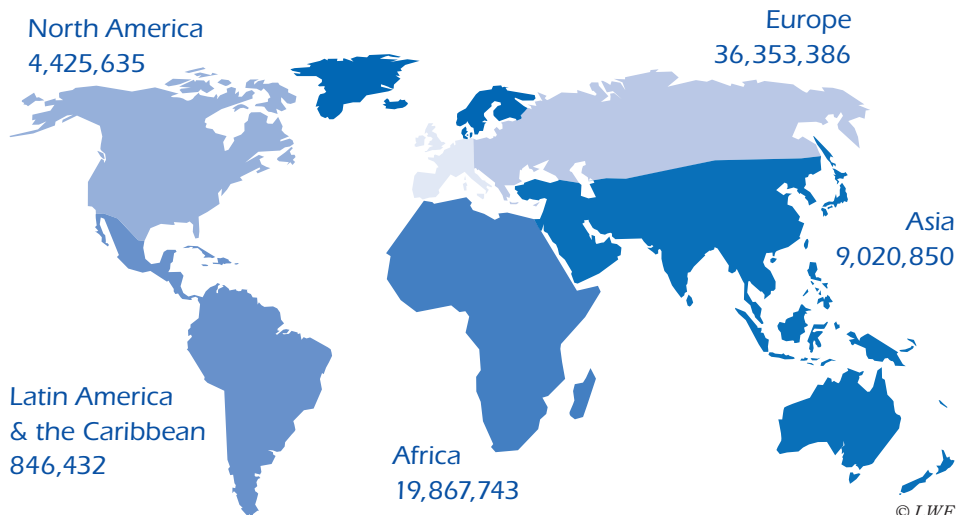 North America
4,425,635
Europe
36,353,386
Asia
9,020,850
Latin America
& the Caribbean
846,432
Africa
19,867,743
© LWF